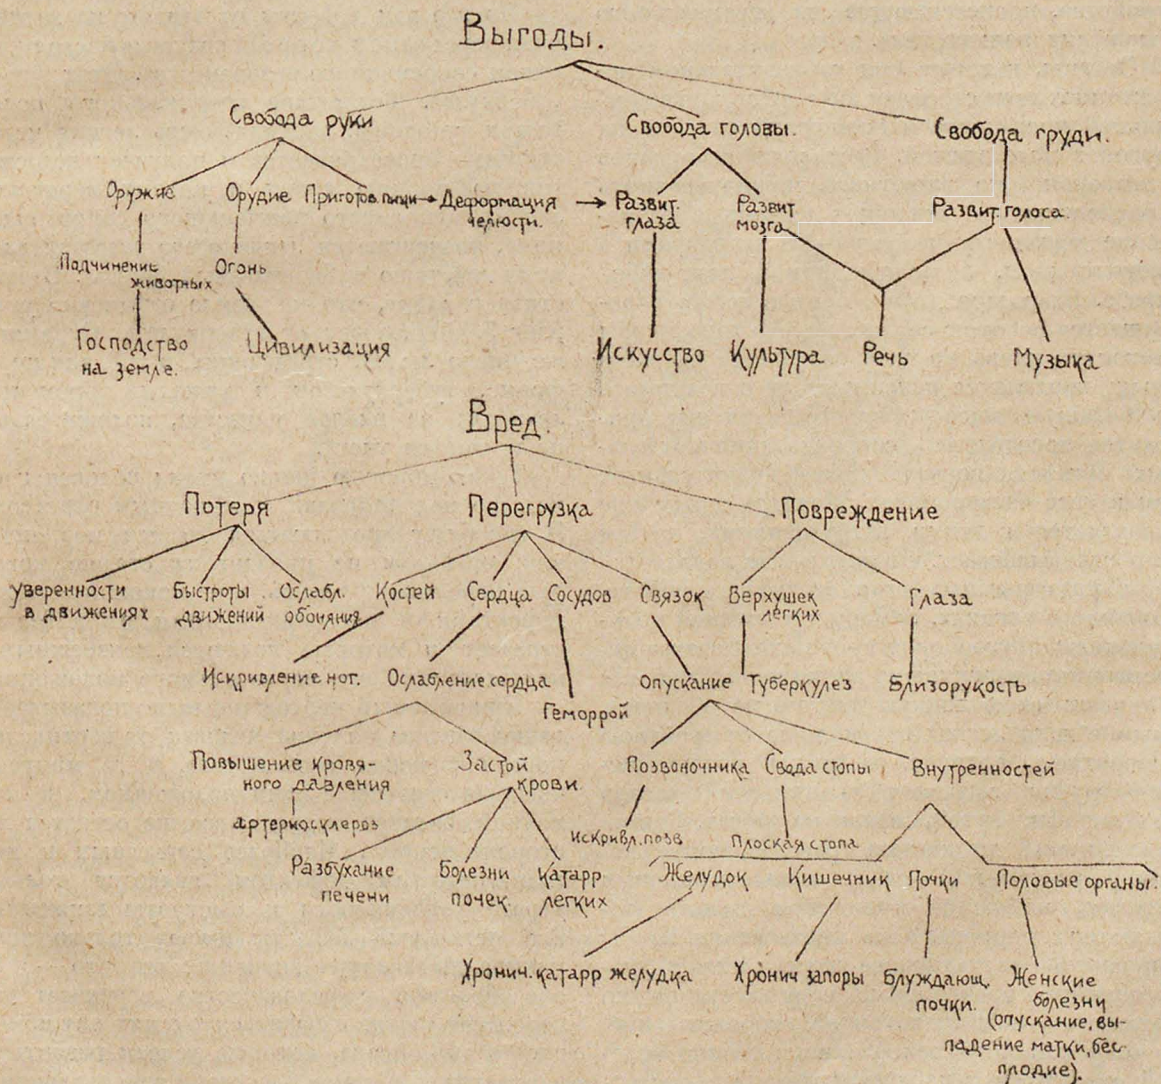 Выгоды.
Свобода руки
Свобода головы.
Свобода груди.
Оружие
Орудие
Приготов. пищи
Деформация
челюсти.
Развит.
глаза
Развит
мозга
Развит. голоса.
Подчинение
животных
Огонь
Господство
на земле.
Цивилизация
Искусство
Культура
Речь
Музыка
Вред.
Потеря
Перегрузка
Повреждение
Уверенности
в движениях
Быстроты
движений
Ослабл.
обоняния
Костей
Сердца
Сосудов
Связок
Верхушек
легких
Глаза
Искривление ног.
Ослабление сердца
Геморрой
Опускание
Туберкулез
Близорукость
Повышение кровя-
ного давления
Застой
крови
Позвоночника
Свода стопы
Внутренностей
артериосклероз
Искривл. позв
Плоская стопа
Разбухание
печени
Болезни
почек.
Катарр
легких
Желудок
Кишечник
Почки
Половые органы.
Хронич. катарр желудка
Хронич запоры
Блуждающ.
почки.
Женские
болезни
(опускание, вы-
падение матки, бес-
плодие).